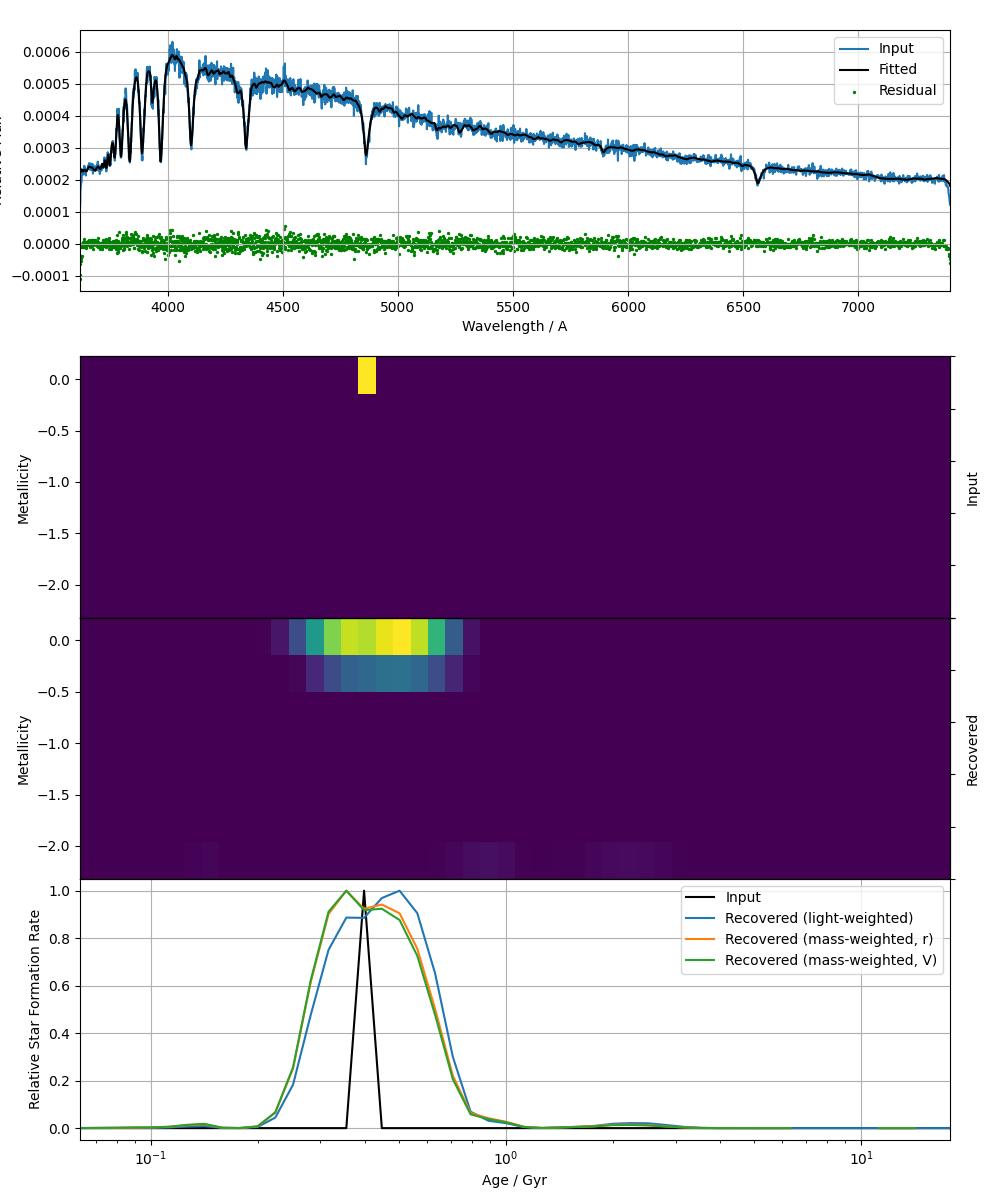 0.0006
0.0005
0.0004
0.0003
0.0002
0.0001
0.0000
−0.0001
Input
Fitted
Residual
4000
4500
5000
5500
6000
6500
7000
Wavelength / A
0.0
−0.5
−1.0
−1.5
−2.0
Metallicity
Input
0.0
−0.5
−1.0
−1.5
−2.0
Metallicity
Recovered
1.0
0.8
0.6
0.4
0.2
0.0
Relative Star Formation Rate
Input
Recovered (light-weighted)
Recovered (mass-weighted, r)
Recovered (mass-weighted, V)
10⁻¹
10⁰
10¹
Age / Gyr